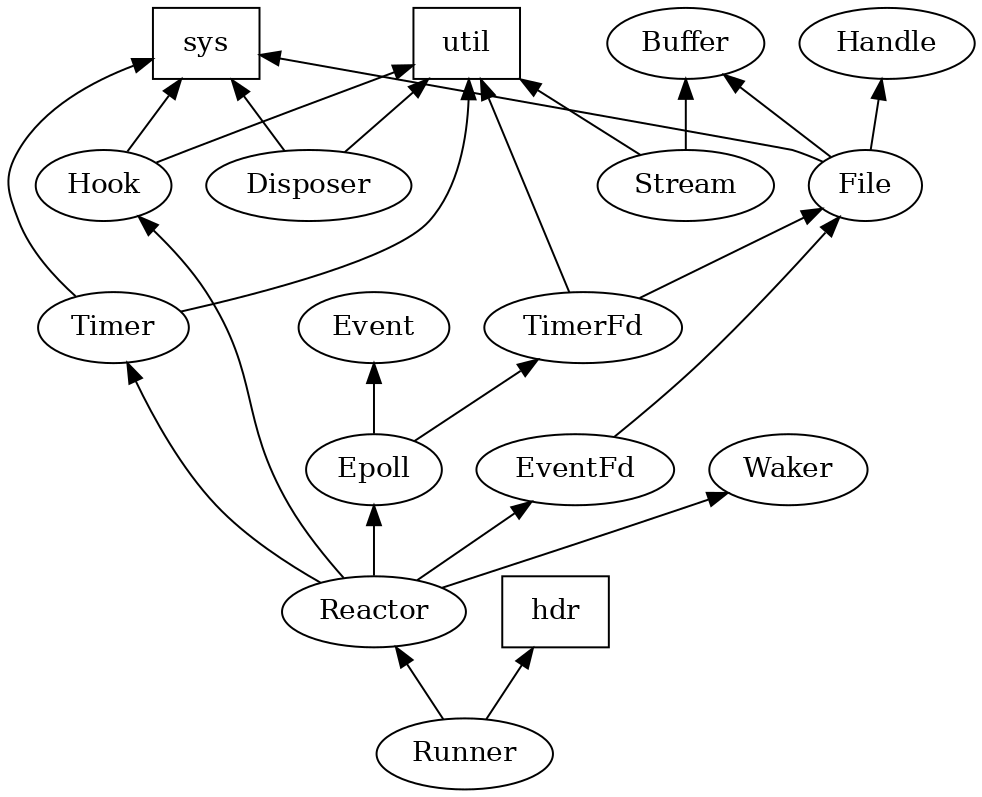 sys
util
Buffer
Handle
Hook
Disposer
Stream
File
Timer
Event
TimerFd
Epoll
EventFd
Waker
Reactor
hdr
Runner